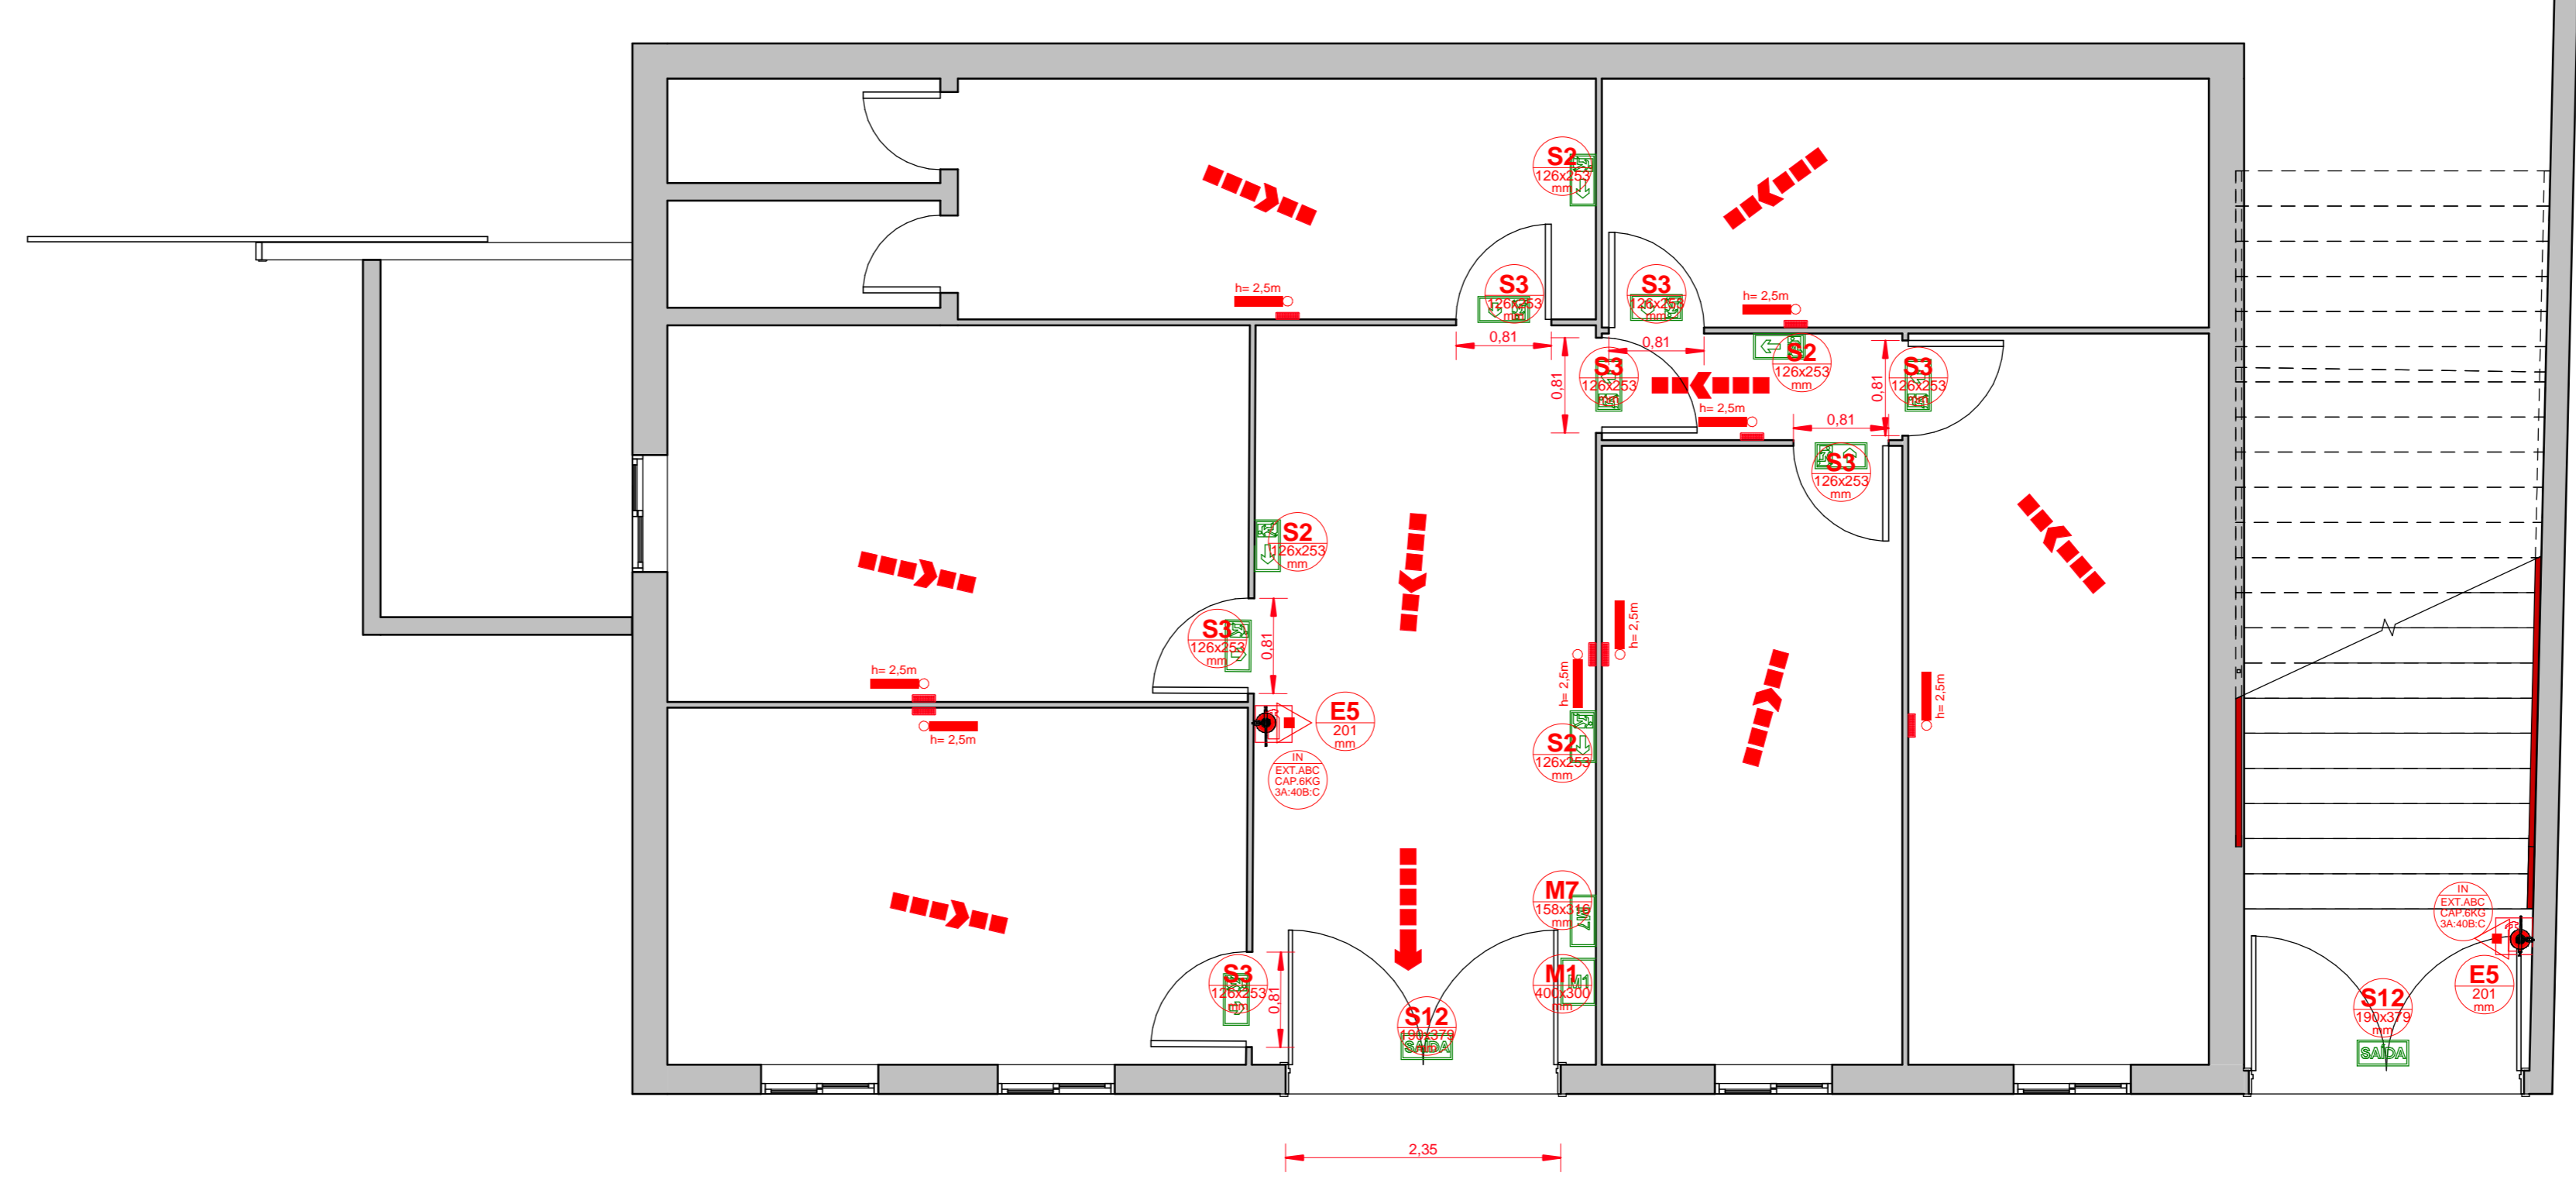 S2
126x253
mm
h= 2,5m
S3
126x253
mm
0,81
S3
126x253
mm
0,81
h= 2,5m
S2
126x253
mm
0,81
S3
126x253
mm
h= 2,5m
0,81
S3
126x253
mm
0,81
S3
126x253
mm
S2
126x253
mm
S3
126x253
mm
0,81
h= 2,5m
h= 2,5m
h= 2,5m
h= 2,5m
h= 2,5m
E5
201
mm
IN
EXT.ABC
CAP.6KG
3A:40B:C
S2
126x253
mm
M7
158x316
mm
M7
M1
400x300
mm
M1
S3
126x253
mm
0,81
S12
190x379
mm
SAÍDA
IN
EXT.ABC
CAP.6KG
3A:40B:C
E5
201
mm
S12
190x379
mm
SAÍDA
2,35